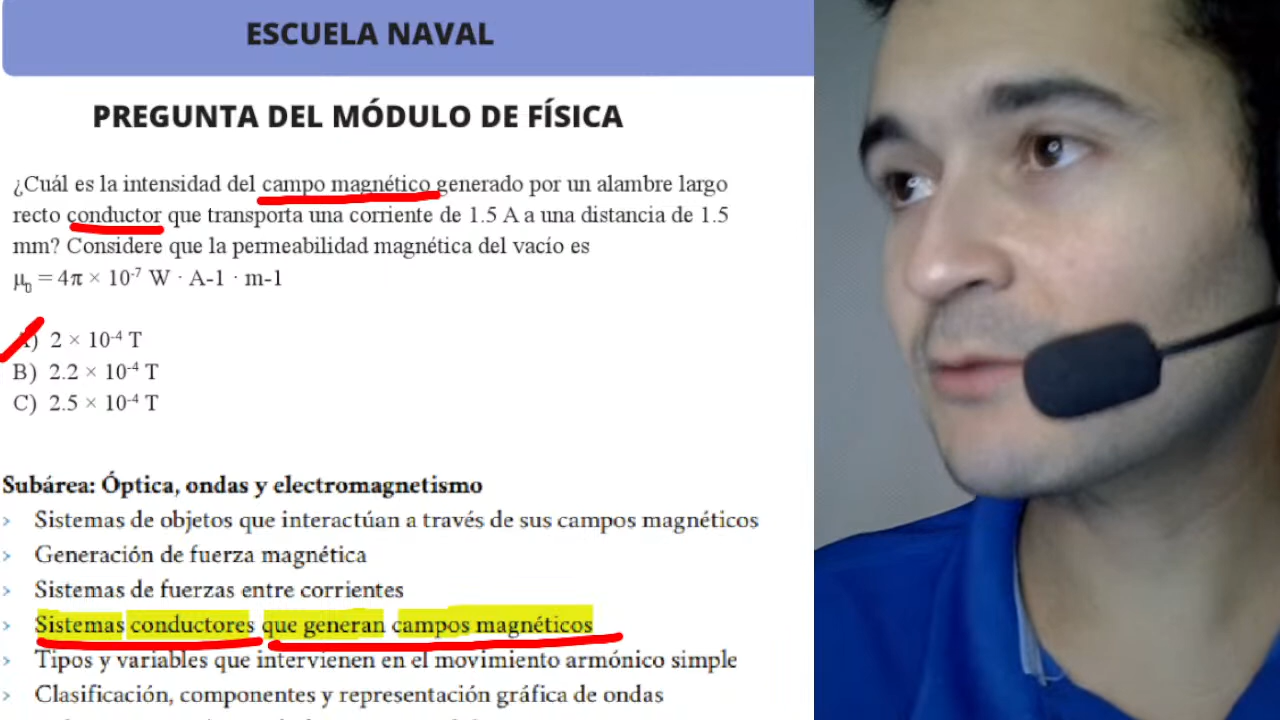 ESCUELA NAVAL
PREGUNTA DEL MÓDULO DE FÍSICA
¿Cuál es la intensidad del campo magnético generado por un alambre largo
recto conductor que transporta una corriente de 1.5 A a una distancia de 1.5
mm? Considere que la permeabilidad magnética del vacío es
μ₀ = 4π × 10⁻⁷ W · A-1 · m-1
A) 2 × 10⁻⁴ T
B) 2.2 × 10⁻⁴ T
C) 2.5 × 10⁻⁴ T
Subárea: Óptica, ondas y electromagnetismo
› Sistemas de objetos que interactúan a través de sus campos magnéticos
› Generación de fuerza magnética
› Sistemas de fuerzas entre corrientes
› Sistemas conductores que generan campos magnéticos
› Tipos y variables que intervienen en el movimiento armónico simple
› Clasificación, componentes y representación gráfica de ondas